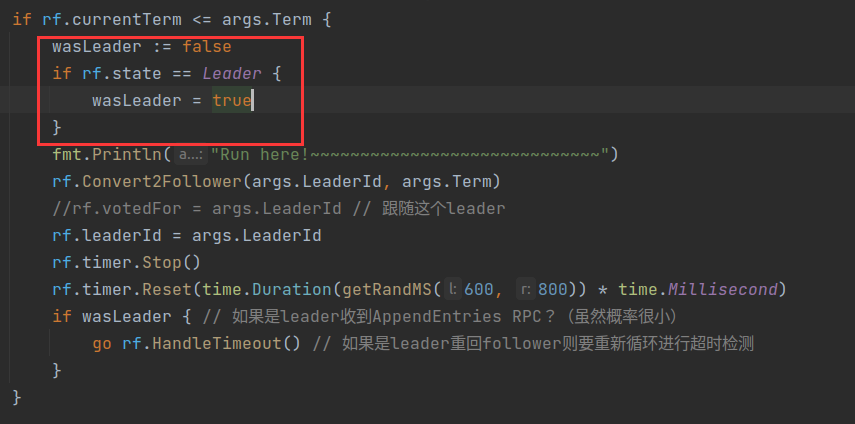 if rf.currentTerm <= args.Term {
wasLeader := false
if rf.state == Leader {
wasLeader = true
}
fmt.Println( a...: "Run here!~~~~~~~~~~~~~~~~~~~~~~~~~~~~~")
rf.Convert2Follower(args.LeaderId, args.Term)
//rf.votedFor = args.LeaderId // 跟随这个leader
rf.leaderId = args.LeaderId
rf.timer.Stop()
rf.timer.Reset(time.Duration(getRandMS( l: 600, r: 800)) * time.Millisecond)
if wasLeader { // 如果是leader收到AppendEntries RPC？（虽然概率很小）
go rf.HandleTimeout() // 如果是leader重回follower则要重新循环进行超时检测
}
}